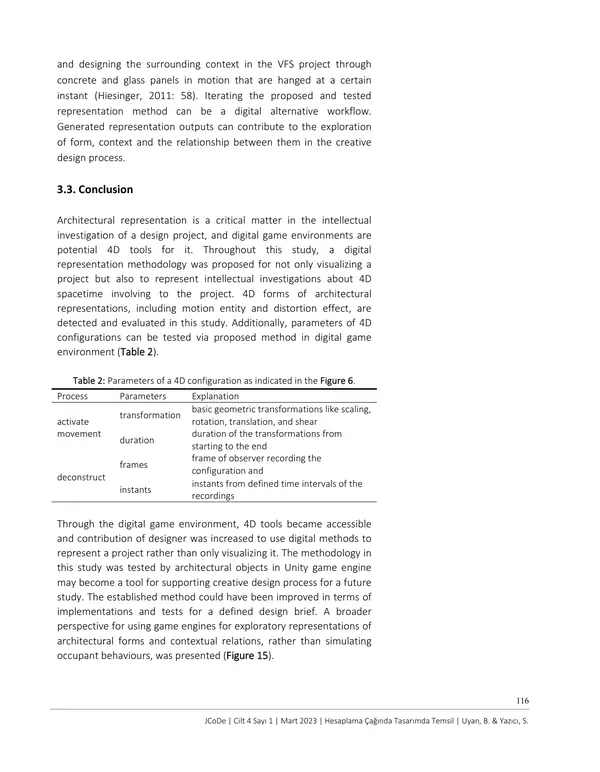 and designing the surrounding context in the VFS project through
concrete and glass panels in motion that are hanged at a certain
instant (Hiesinger, 2011: 58). Iterating the proposed and tested
representation method can be a digital alternative workflow.
Generated representation outputs can contribute to the exploration
of form, context and the relationship between them in the creative
design process.
3.3. Conclusion
Architectural representation is a critical matter in the intellectual
investigation of a design project, and digital game environments are
potential 4D tools for it. Throughout this study, a digital
representation methodology was proposed for not only visualizing a
project but also to represent intellectual investigations about 4D
spacetime involving to the project. 4D forms of architectural
representations, including motion entity and distortion effect, are
detected and evaluated in this study. Additionally, parameters of 4D
configurations can be tested via proposed method in digital game
environment (Table 2).
Table 2: Parameters of a 4D configuration as indicated in the Figure 6.
Process Parameters Explanation
activate movement transformation basic geometric transformations like scaling,
rotation, translation, and shear
duration duration of the transformations from
starting to the end
deconstruct frames frame of observer recording the
configuration and
instants instants from defined time intervals of the
recordings
Through the digital game environment, 4D tools became accessible
and contribution of designer was increased to use digital methods to
represent a project rather than only visualizing it. The methodology in
this study was tested by architectural objects in Unity game engine
may become a tool for supporting creative design process for a future
study. The established method could have been improved in terms of
implementations and tests for a defined design brief. A broader
perspective for using game engines for exploratory representations of
architectural forms and contextual relations, rather than simulating
occupant behaviours, was presented (Figure 15).
116
JCoDe | Cilt 4 Sayı 1 | Mart 2023 | Hesaplama Çağında Tasarımda Temsil | Uyan, B. & Yazıcı, S.